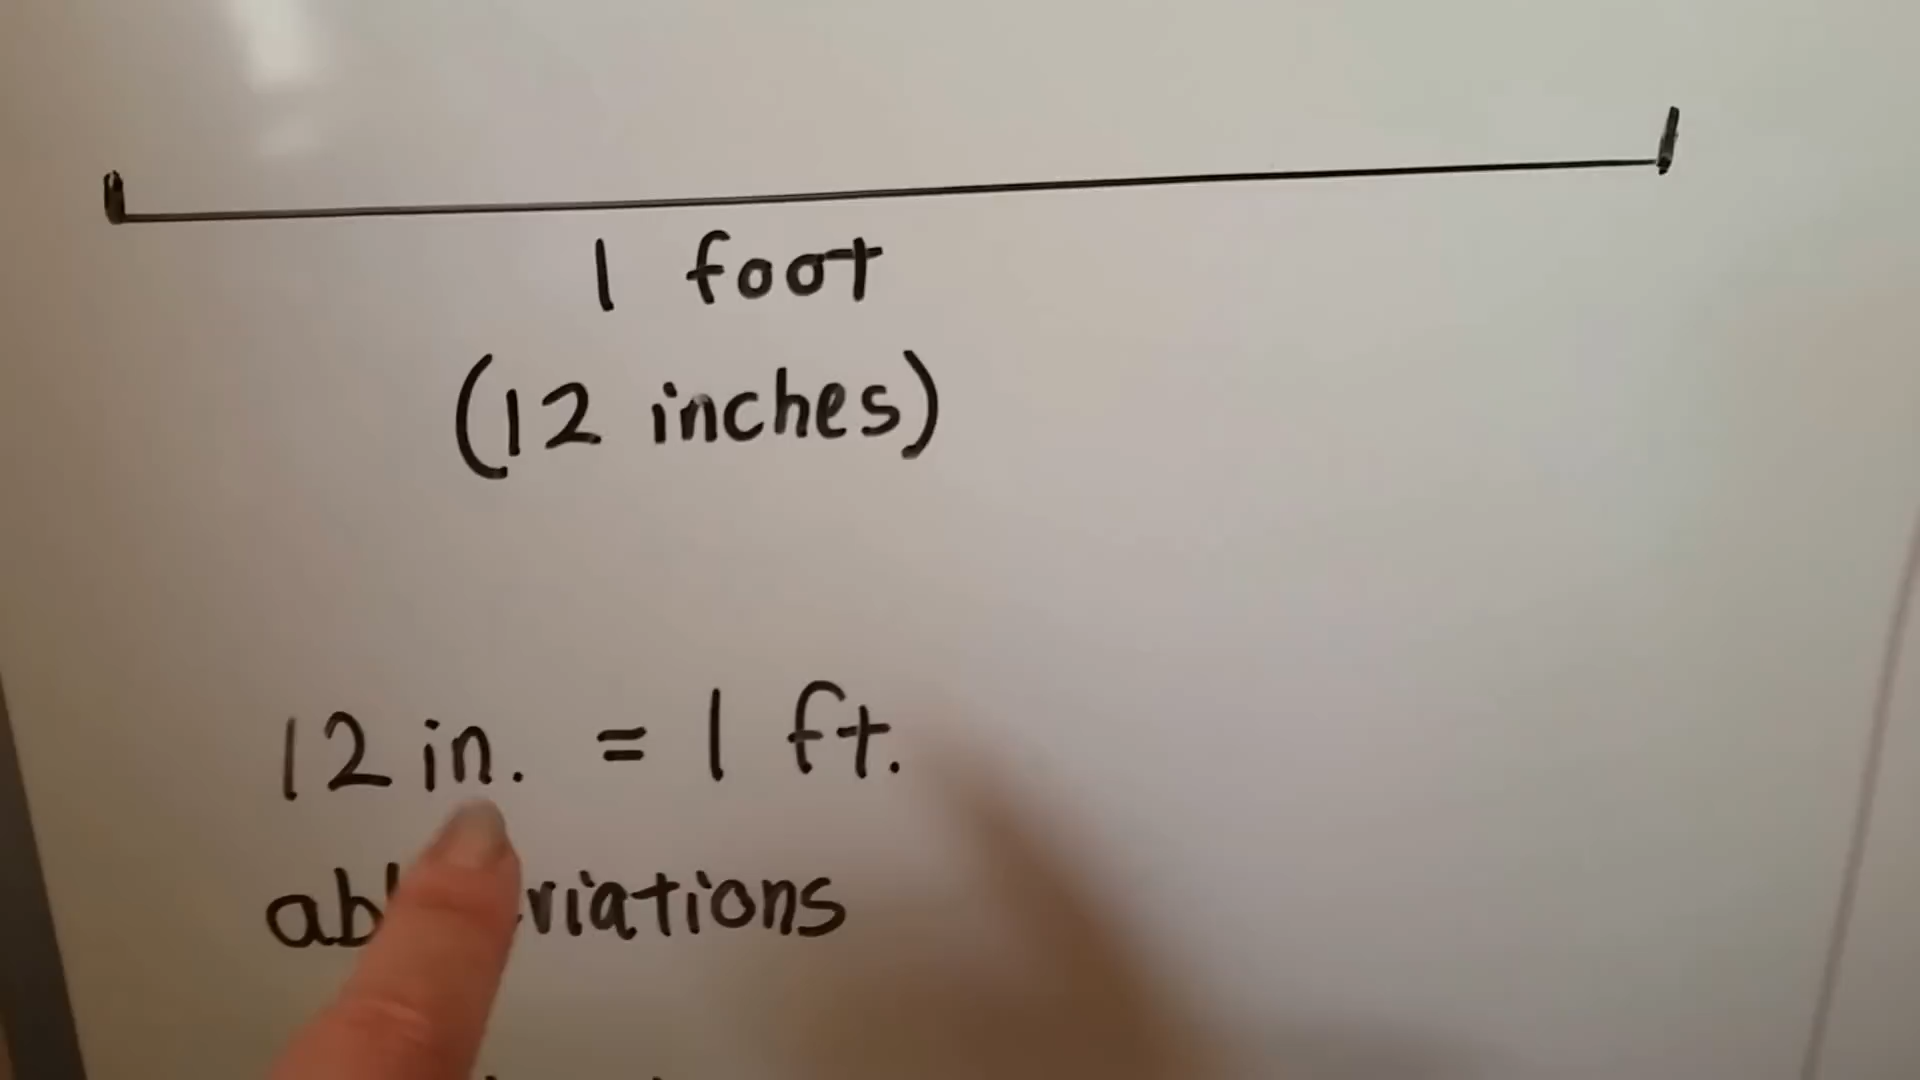 1 foot
(12 inches)
12 in. = 1 ft.